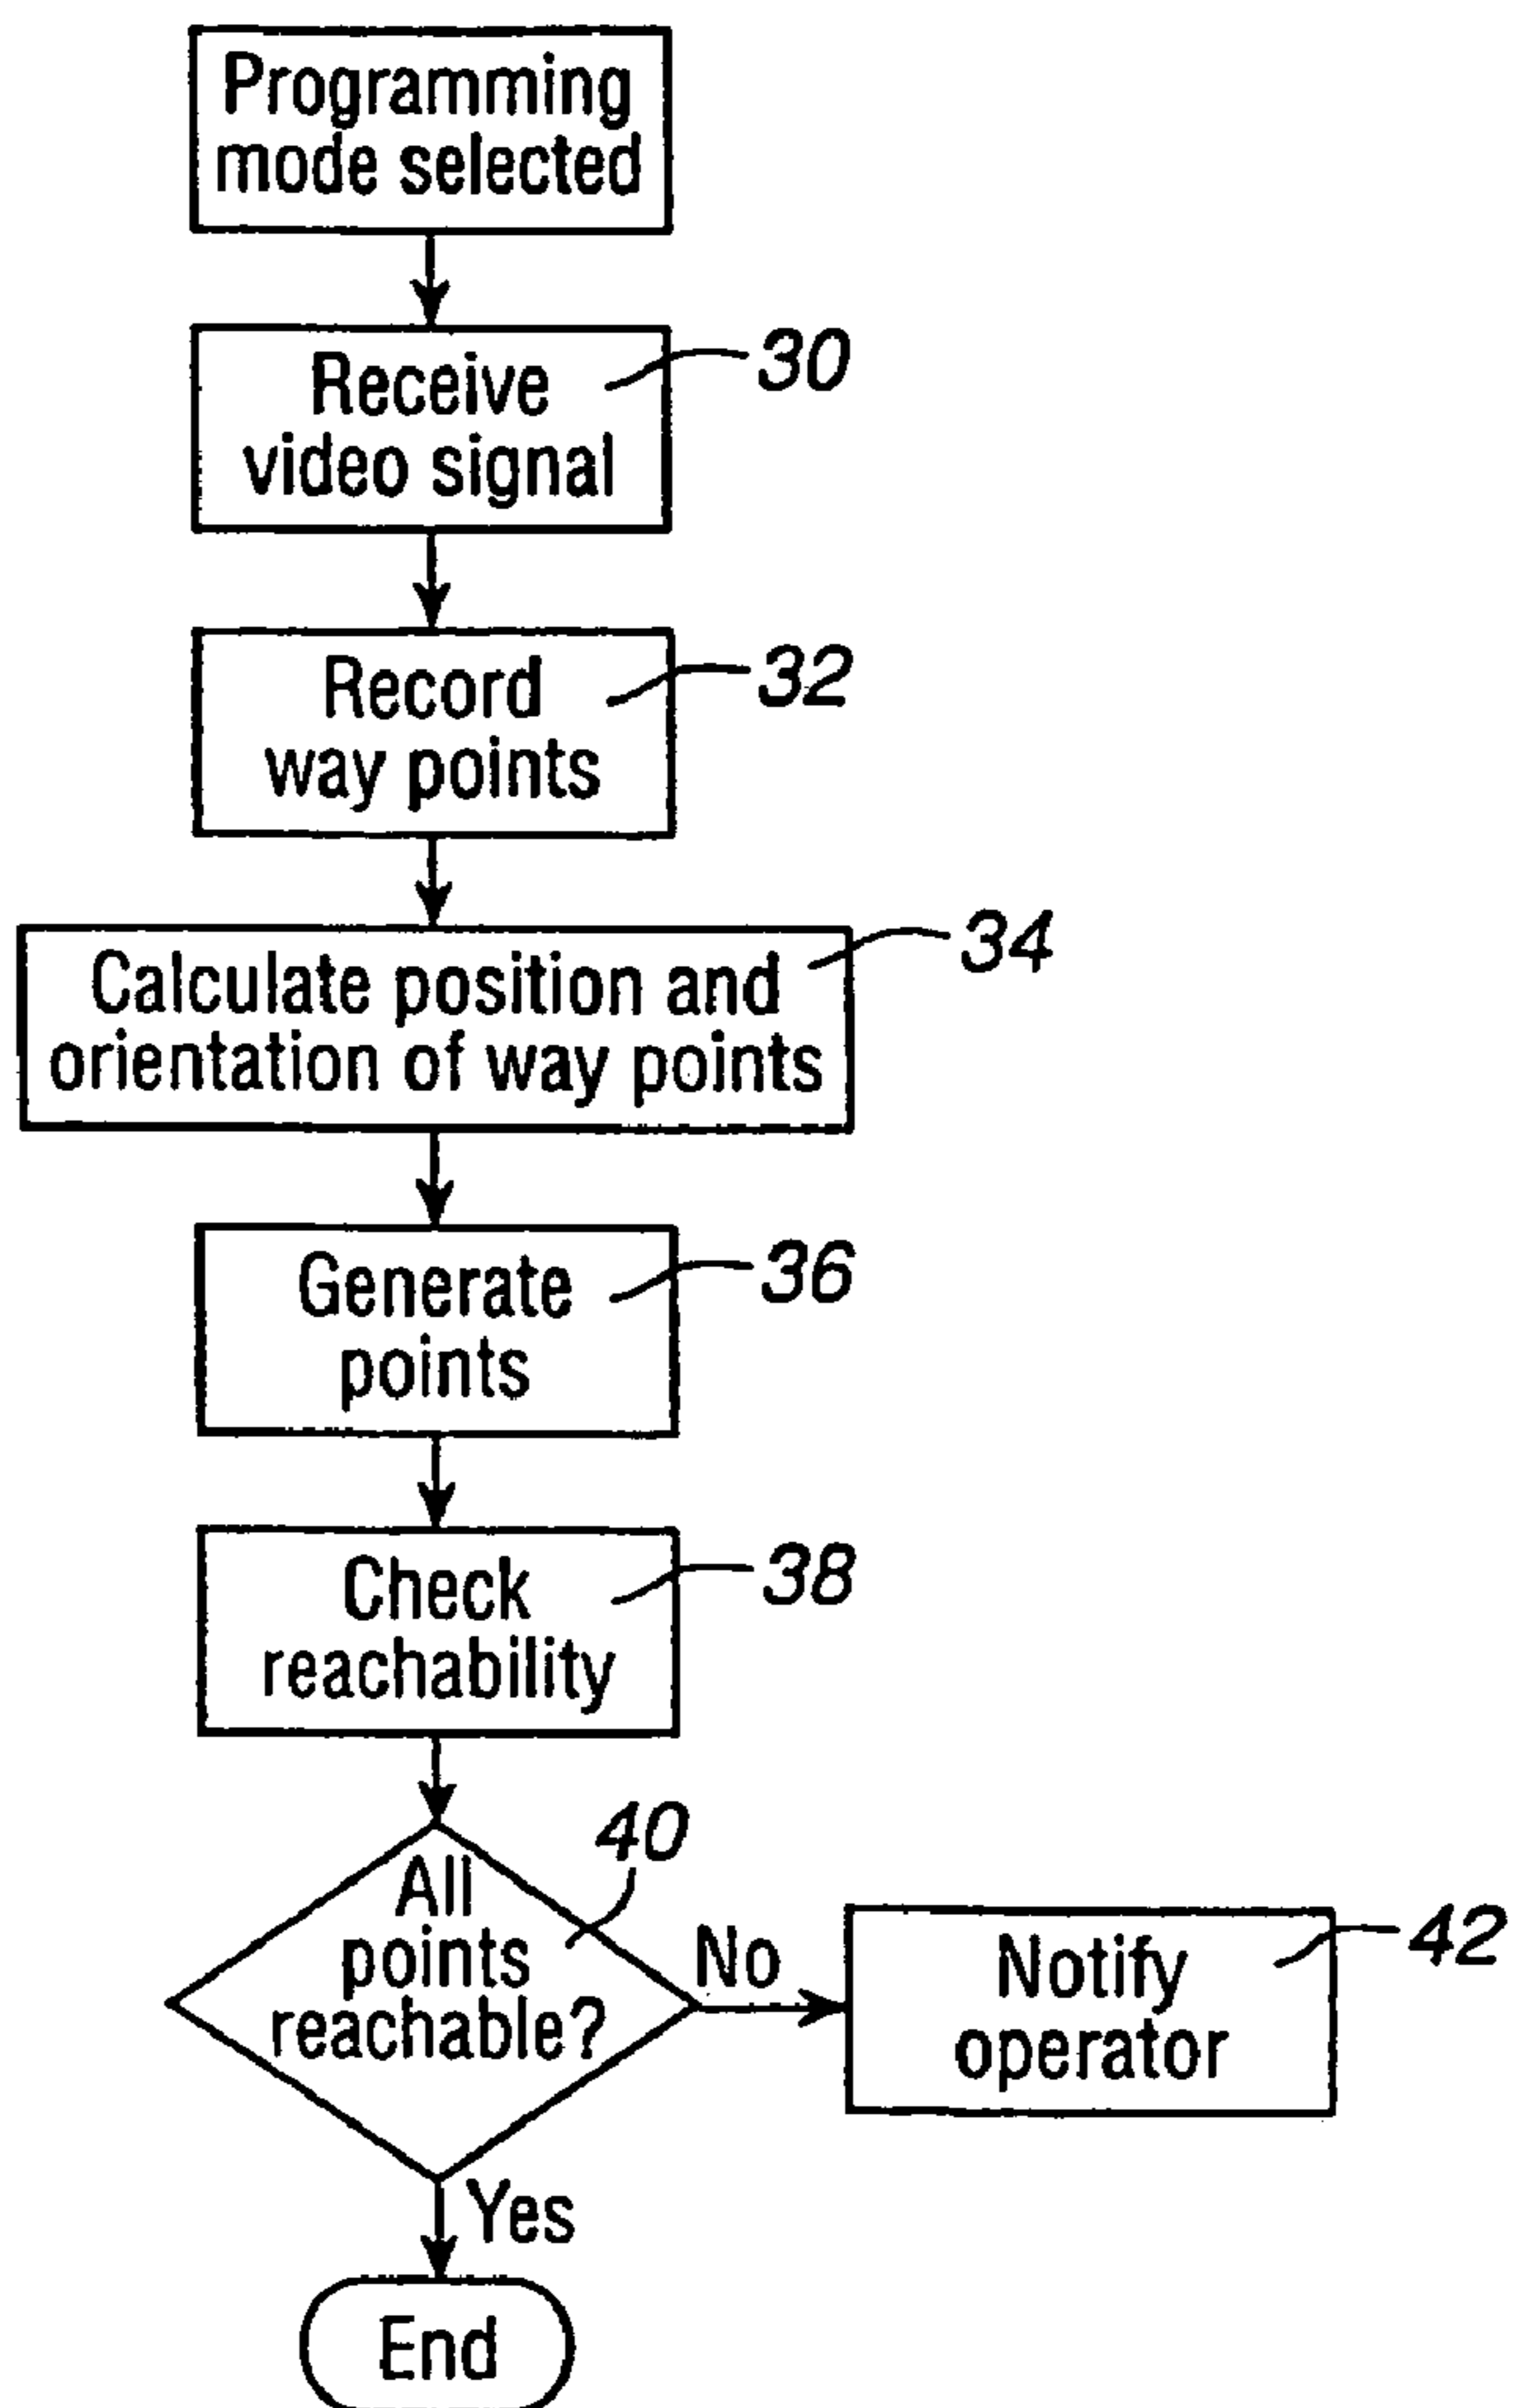 Programming
mode selected
Receive
video signal
30
Record
way points
32
Calculate position and
orientation of way points
34
Generate
points
36
Check
reachability
38
All
points
reachable?
40
No
Notify
operator
42
Yes
End